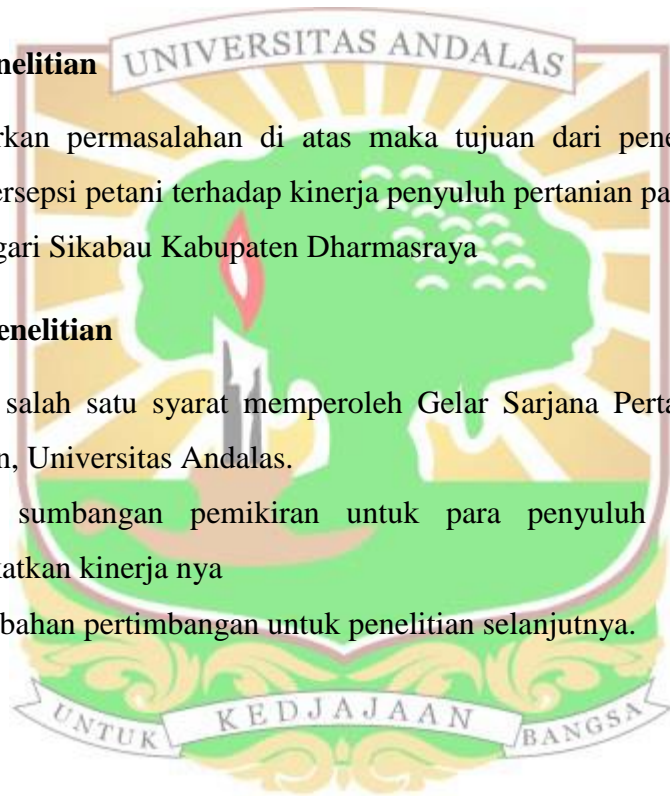 UNIVERSITAS ANDALAS
nelitian
rkan permasalahan di atas maka tujuan dari pene
ersepsi petani terhadap kinerja penyuluh pertanian pa
gari Sikabau Kabupaten Dharmasraya
enelitian
salah satu syarat memperoleh Gelar Sarjana Perta
n, Universitas Andalas.
sumbangan pemikiran untuk para penyuluh
katkan kinerja nya
bahan pertimbangan untuk penelitian selanjutnya.
UNTUK KEDJAJAAN BANGSA